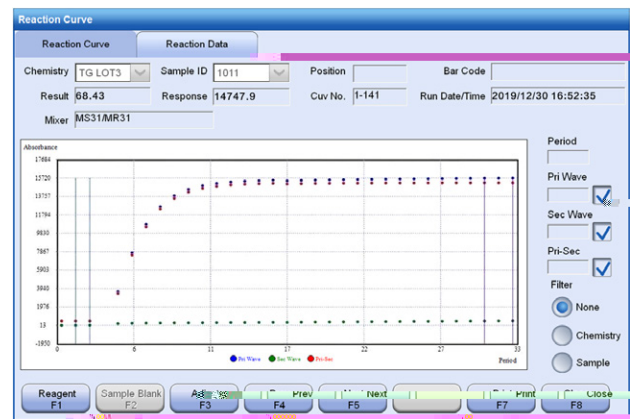 Reaction Curve
Reaction Curve Reaction Data
Chemistry TG LOT3 Sample ID 1011 Position Bar Code
Result 68.43 Response 14747.9 Cuv No. 1-141 Run Date/Time 2019/12/30 16:52:35
Mixer MS31/MR31
Absorbance
17684
15720
13757
11794
9830
7867
5903
3940
1976
13
-1950
0 6 11 17 22 27 33
Pri Wave Sec Wave Pri-Sec Period
Period
Pri Wave
Sec Wave
Pri-Sec
Filter
None
Chemistry
Sample
Reagent Sample Blank Prev Next Print Close
F1 F2 F3 F4 F5 F7 F8